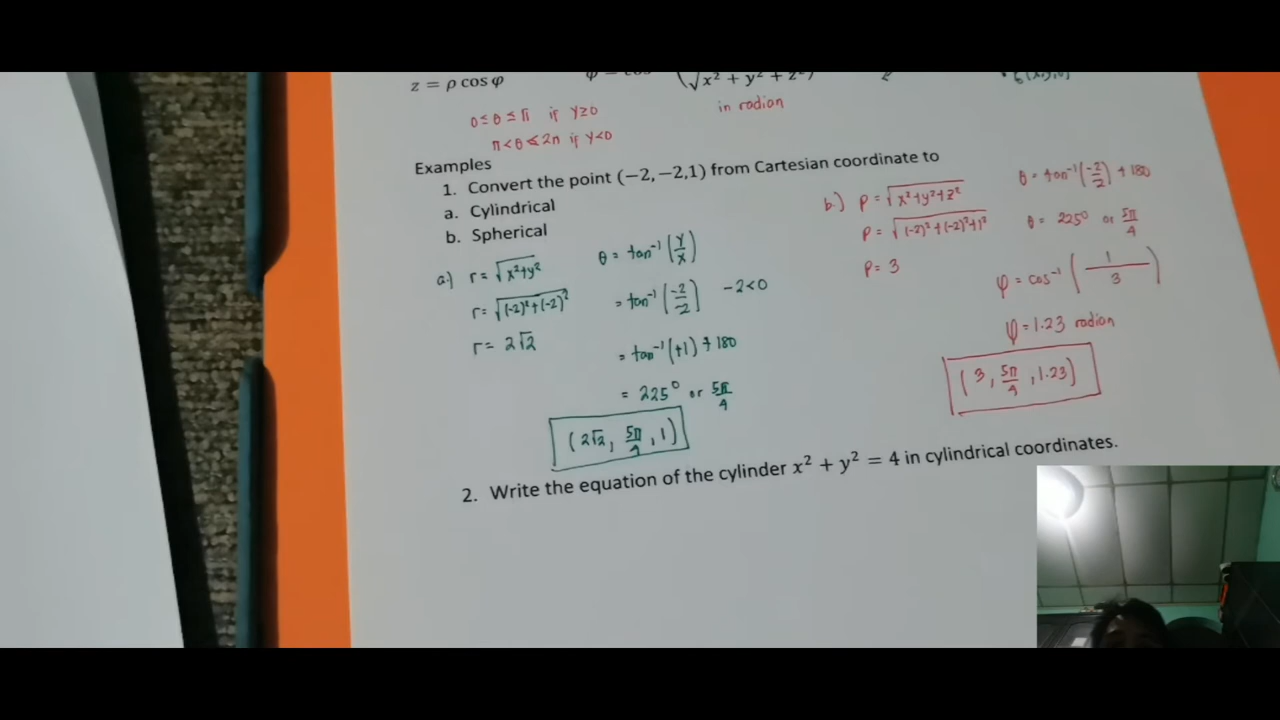 z = ρ cos φ
(√x² + y² + z²)
0 ≤ θ ≤ π if y≥0
π < θ ≤ 2π if y<0
in radian
Examples
1. Convert the point (−2, −2,1) from Cartesian coordinate to
a. Cylindrical
b. Spherical
a.) r = √x²+y²
r = √(-2)²+(-2)²
r = 2√2
θ = tan⁻¹ (y/x)
= tan⁻¹ (-2/-2) -2<0
= tan⁻¹ (+1) + 180
= 225° or 5π/4
(2√2, 5π/4, 1)
b.) ρ = √x²+y²+z²
ρ = √(-2)²+(-2)²+1²
ρ = 3
θ = tan⁻¹(-2/2) + 180
θ = 225° or 5π/4
φ = cos⁻¹ (1/3)
φ = 1.23 radian
(3, 5π/4, 1.23)
2. Write the equation of the cylinder x² + y² = 4 in cylindrical coordinates.